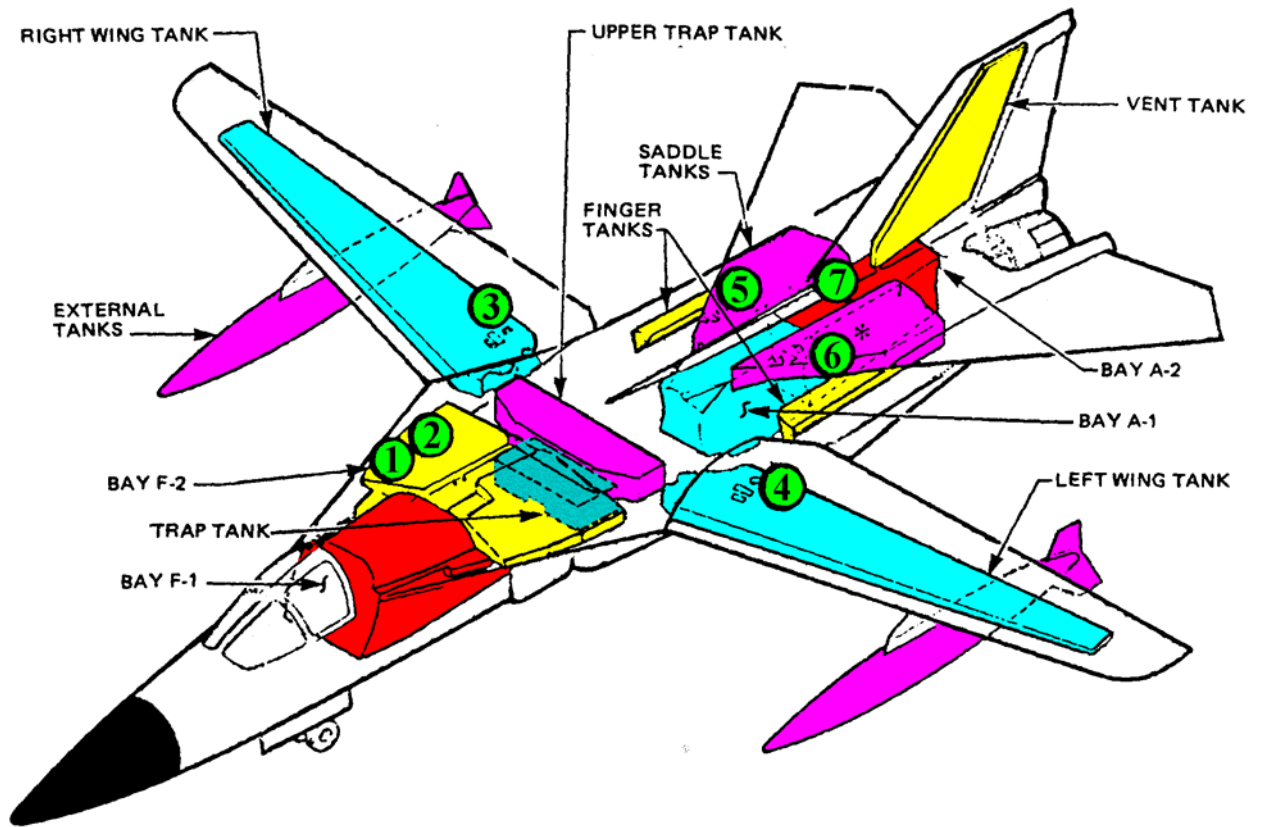 RIGHT WING TANK
UPPER TRAP TANK
VENT TANK
SADDLE
TANKS
FINGER
TANKS
5
7
3
EXTERNAL
TANKS
6
*
BAY A-2
BAY A-1
2
1
BAY F-2
4
LEFT WING TANK
TRAP TANK
BAY F-1